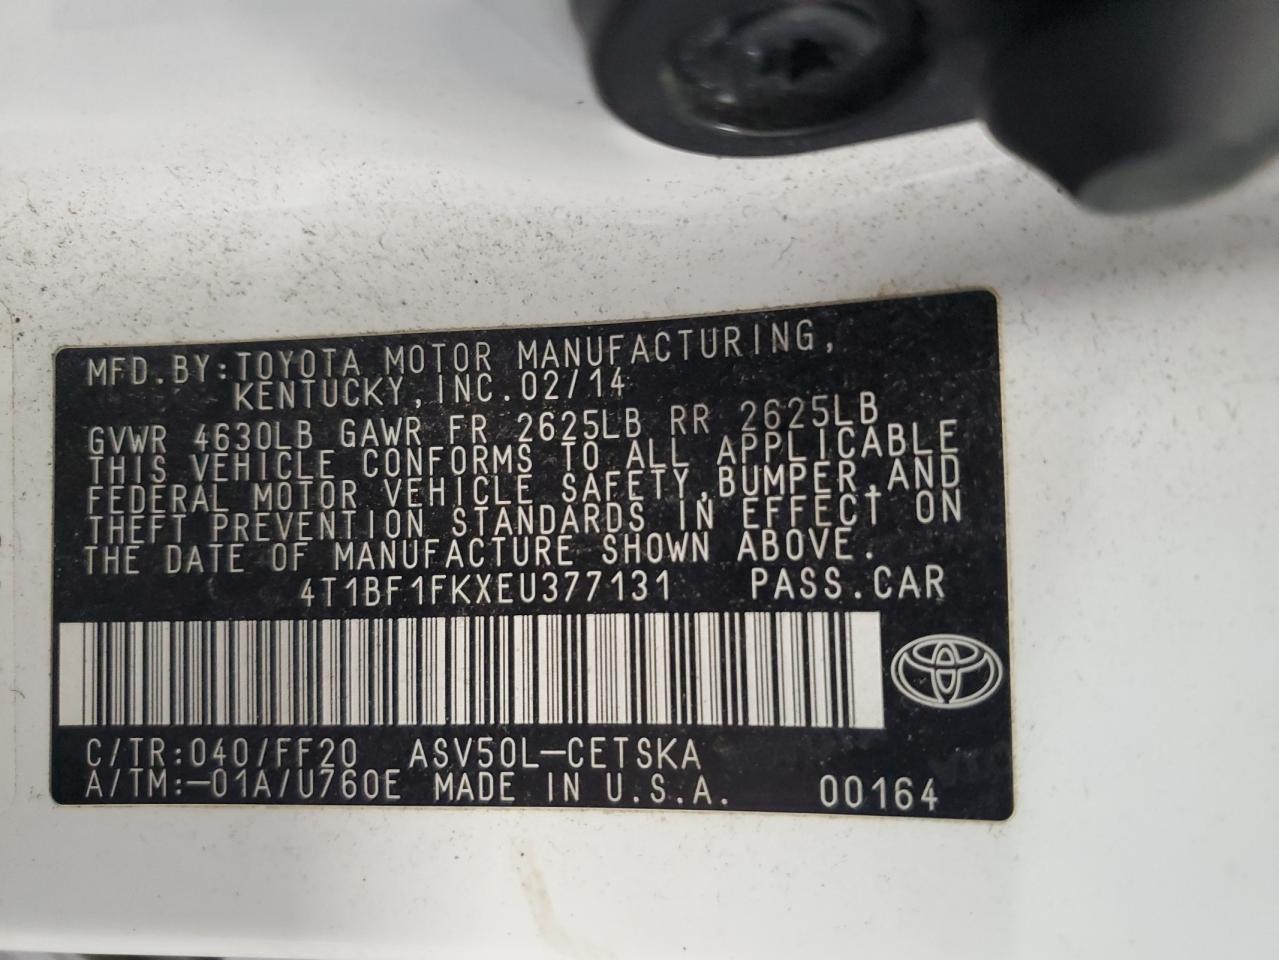 MFD.BY:TOYOTA MOTOR MANUFACTURING,
KENTUCKY,INC.02/14
GVWR 4630LB GAWR FR 2625LB RR 2625LB
THIS VEHICLE CONFORMS TO ALL APPLICABLE
FEDERAL MOTOR VEHICLE SAFETY,BUMPER,AND
THEFT PREVENTION STANDARDS IN EFFECT ON
THE DATE OF MANUFACTURE SHOWN ABOVE.
4T1BF1FKXEU377131 PASS.CAR
C/TR:040/FF20 ASV50L-CETSKA
A/TM:-01A/U760E MADE IN U.S.A. 00164